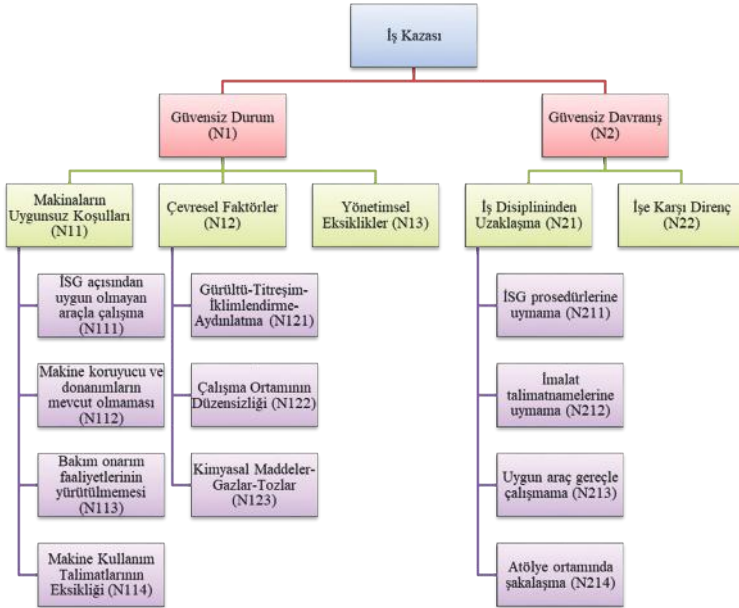 İş Kazası
Güvensiz Durum
(N1)
Güvensiz Davranış
(N2)
Makinaların
Uygunsuz Koşulları
(N11)
Çevresel Faktörler
(N12)
Yönetimsel
Eksiklikler (N13)
İş Disiplininden
Uzaklaşma (N21)
İşe Karşı Direnç
(N22)
İSG açısından
uygun olmayan
araçla çalışma
(N111)
Makine koruyucu ve
donanımların
mevcut olmaması
(N112)
Bakım onarım
faaliyetlerinin
yürütülmemesi
(N113)
Makine Kullanım
Talimatlarının
Eksikliği (N114)
Gürültü-Titreşim-
İklimlendirme-
Aydınlatma (N121)
Çalışma Ortamının
Düzensizliği (N122)
Kimyasal Maddeler-
Gazlar-Tozlar
(N123)
İSG prosedürlerine
uymama (N211)
İmalat
talimatnamelerine
uymama (N212)
Uygun araç gereçle
çalışmama (N213)
Atölye ortamında
şakalaşma (N214)